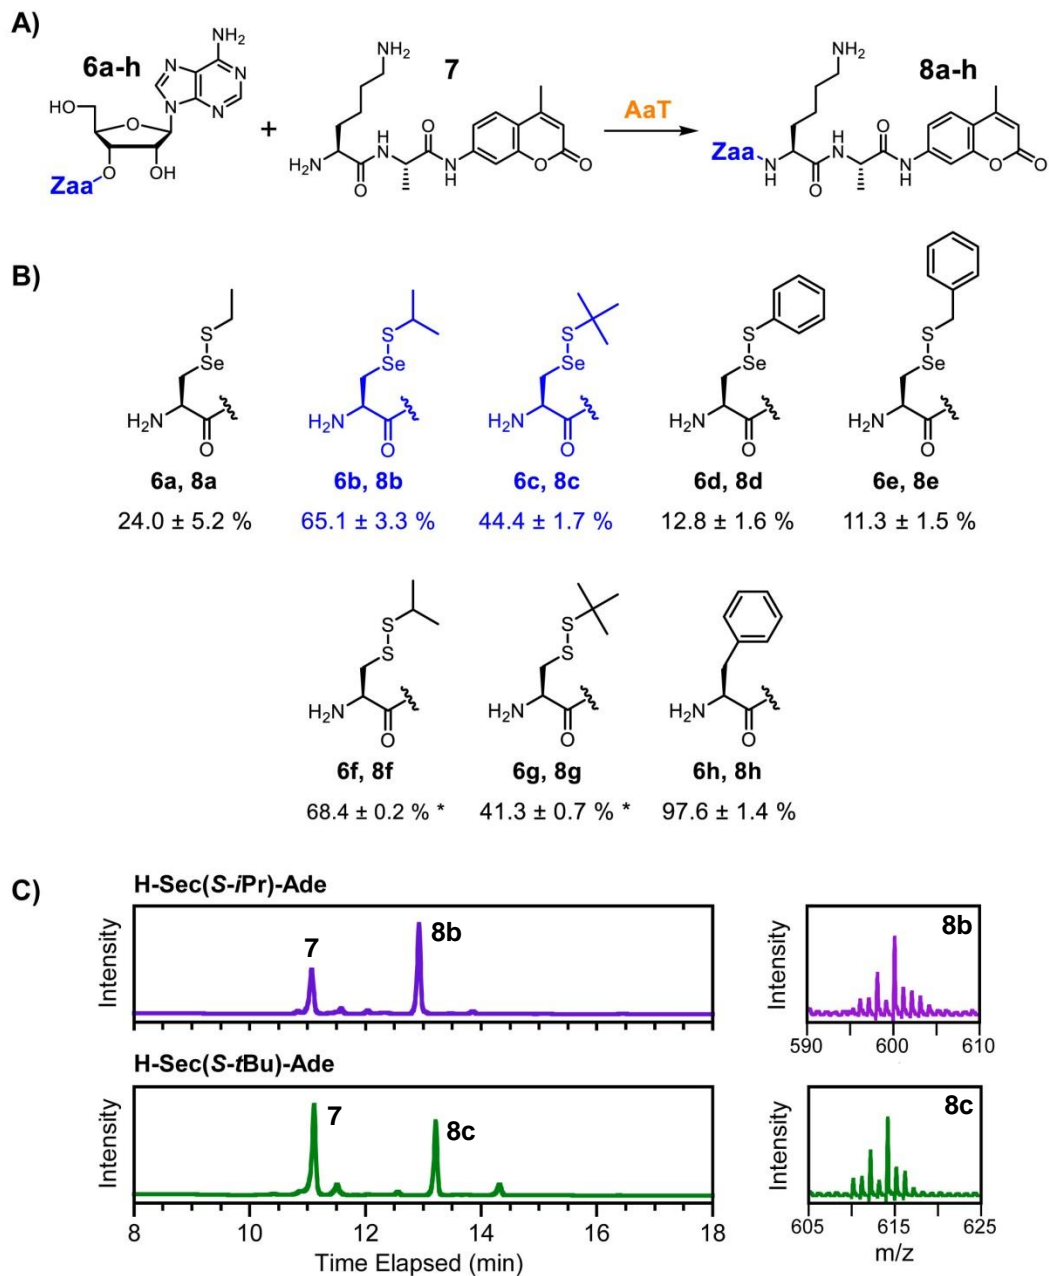 A)
6a-h
7
8a-h
NH2
N
N
N
N
HO
O
O
OH
Zaa
+
NH2
H2N
O
H
N
O
N
H
O
O
AaT
NH2
Zaa
N
H
O
H
N
O
N
H
O
O
B)
S
Se
H2N
O
S
Se
H2N
O
S
Se
H2N
O
S
Se
H2N
O
S
Se
H2N
O
6a, 8a 6b, 8b 6c, 8c 6d, 8d 6e, 8e
24.0 ± 5.2 % 65.1 ± 3.3 % 44.4 ± 1.7 % 12.8 ± 1.6 % 11.3 ± 1.5 %
S
S
H2N
O
S
S
H2N
O
H2N
O
6f, 8f 6g, 8g 6h, 8h
68.4 ± 0.2 % * 41.3 ± 0.7 % * 97.6 ± 1.4 %
C)
H-Sec(S-iPr)-Ade
Intensity
7
8b
Intensity
8b
590 600 610
H-Sec(S-tBu)-Ade
Intensity
7
8c
8 10 12 14 16 18
Time Elapsed (min)
Intensity
8c
605 615 625
m/z